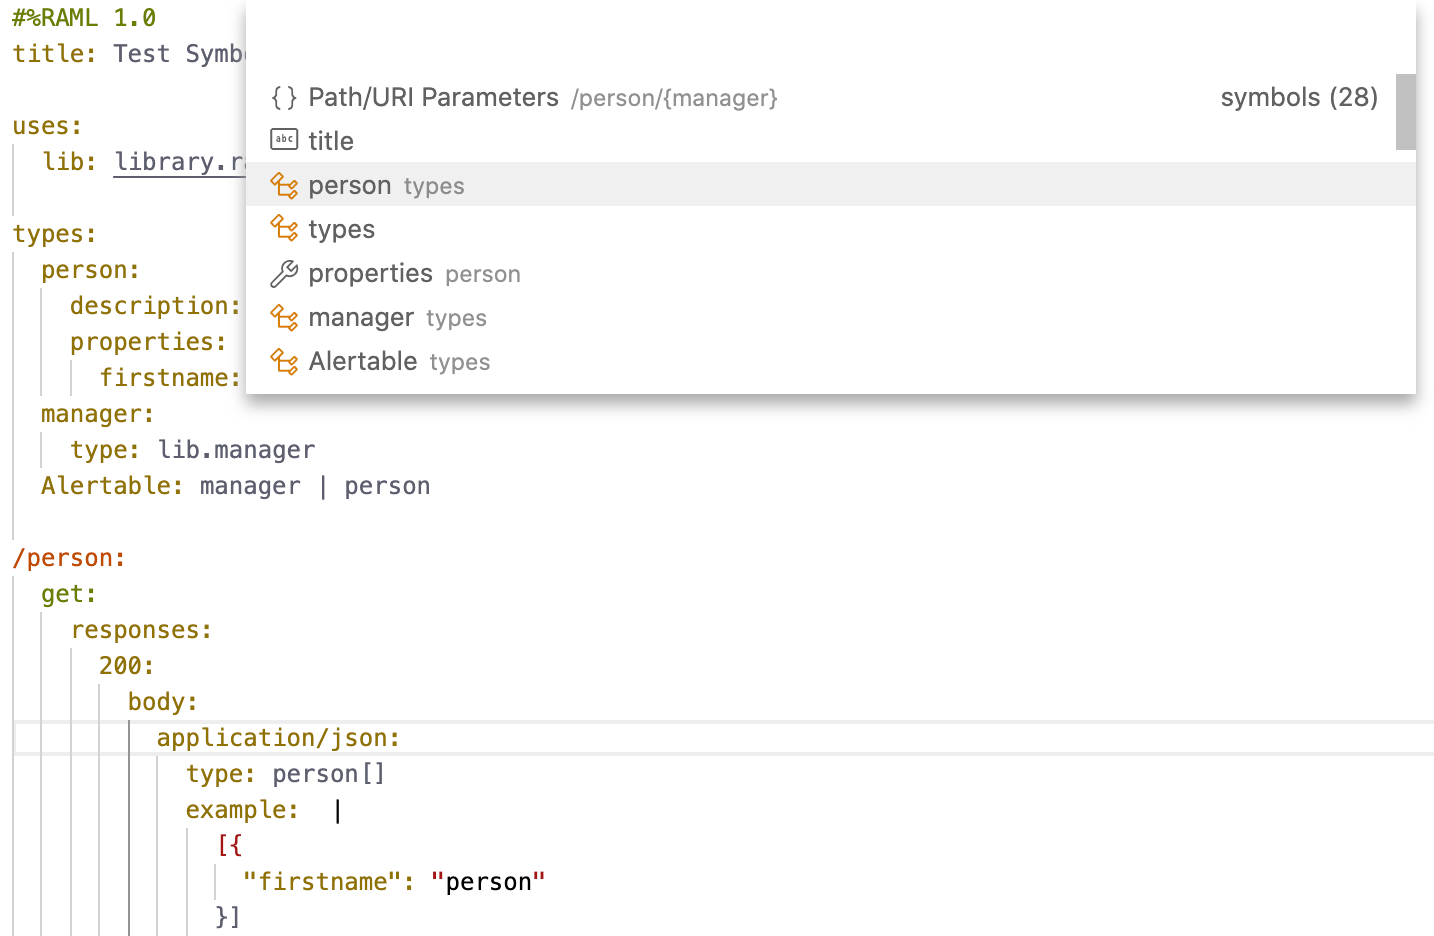 #%RAML 1.0
title: Test Symb
uses:
lib: library.r
types:
person:
description:
properties:
firstname:
manager:
type: lib.manager
Alertable: manager | person
/person:
get:
responses:
200:
body:
application/json:
type: person[]
example:  |
[{
"firstname": "person"
}]
{} Path/URI Parameters /person/{manager} symbols (28)
abc title
person types
types
properties person
manager types
Alertable types